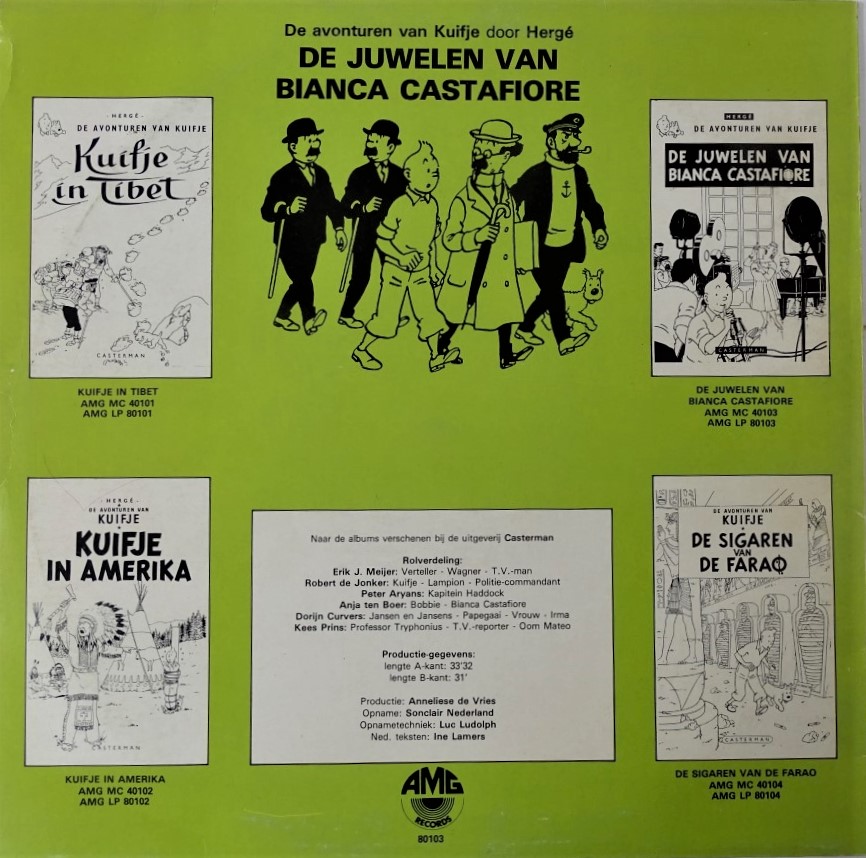 De avonturen van Kuifje door Hergé
DE JUWELEN VAN
BIANCA CASTAFIORE
- HERGÉ -
DE AVONTUREN VAN KUIFJE
Kuifje
in Tibet
CASTERMAN
KUIFJE IN TIBET
AMG MC 40101
AMG LP 80101
HERGÉ
DE AVONTUREN VAN KUIFJE
DE JUWELEN VAN
BIANCA CASTAFIORE
CASTERMAN
DE JUWELEN VAN
BIANCA CASTAFIORE
AMG MC 40103
AMG LP 80103
- HERGÉ -
DE AVONTUREN VAN
KUIFJE
KUIFJE
IN AMERIKA
CASTERMAN
KUIFJE IN AMERIKA
AMG MC 40102
AMG LP 80102
Naar de albums verschenen bij de uitgeverij Casterman
Rolverdeling:
Erik J. Meijer: Verteller - Wagner - T.V.-man
Robert de Jonker: Kuifje - Lampion - Politie-commandant
Peter Aryans: Kapitein Haddock
Anja ten Boer: Bobbie - Bianca Castafiore
Dorijn Curvers: Jansen en Jansens - Papegaai - Vrouw - Irma
Kees Prins: Professor Tryphonius - T.V.-reporter - Oom Mateo
Productie-gegevens:
lengte A-kant: 33'32
lengte B-kant: 31'
Productie: Anneliese de Vries
Opname: Sonclair Nederland
Opnametechniek: Luc Ludolph
Ned. teksten: Ine Lamers
DE AVONTUREN VAN
KUIFJE
DE SIGAREN
VAN
DE FARAO
CASTERMAN
DE SIGAREN VAN DE FARAO
AMG MC 40104
AMG LP 80104
AMG
RECORDS
80103